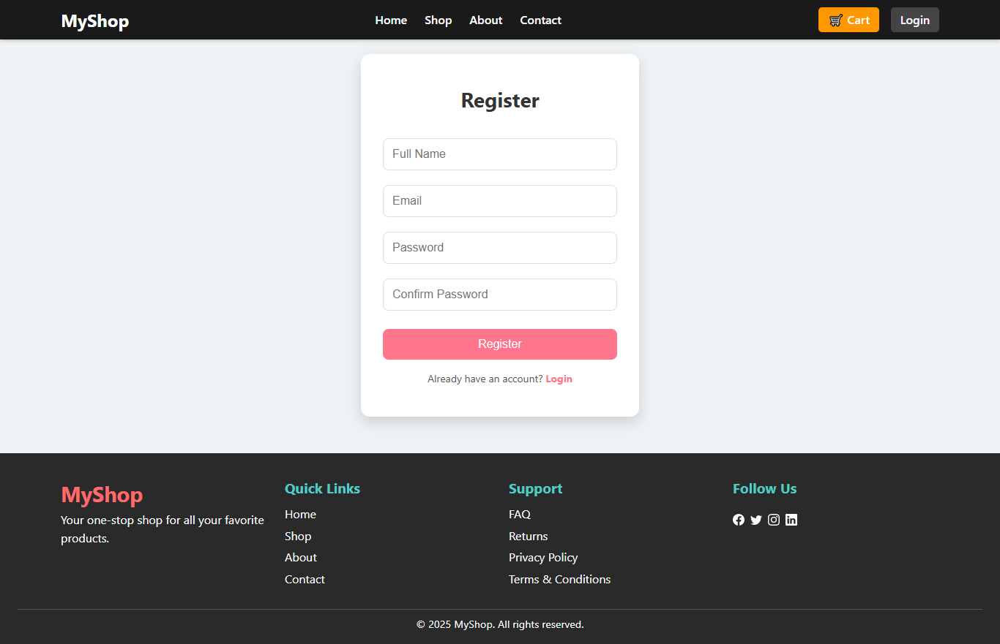 MyShop
Home Shop About Contact
🛒 Cart
Login
Register
Full Name
Email
Password
Confirm Password
Register
Already have an account? Login
MyShop
Your one-stop shop for all your favorite
products.
Quick Links
Home
Shop
About
Contact
Support
FAQ
Returns
Privacy Policy
Terms & Conditions
Follow Us
© 2025 MyShop. All rights reserved.